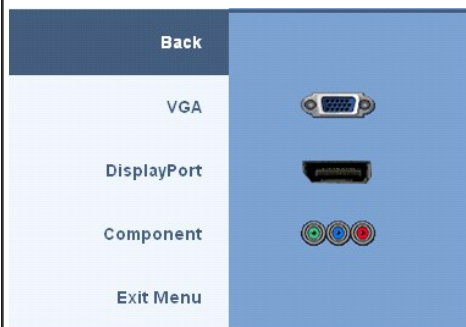 Back
VGA
DisplayPort
Component
Exit Menu